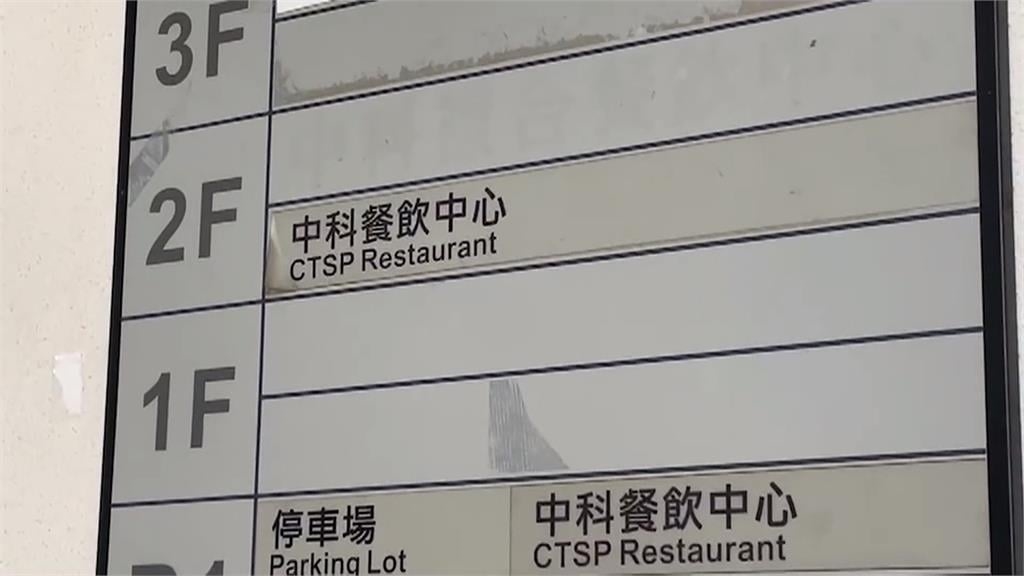 3F
2F
中科餐飲中心
CTSP Restaurant
1F
B1
停車場
Parking Lot
中科餐飲中心
CTSP Restaurant